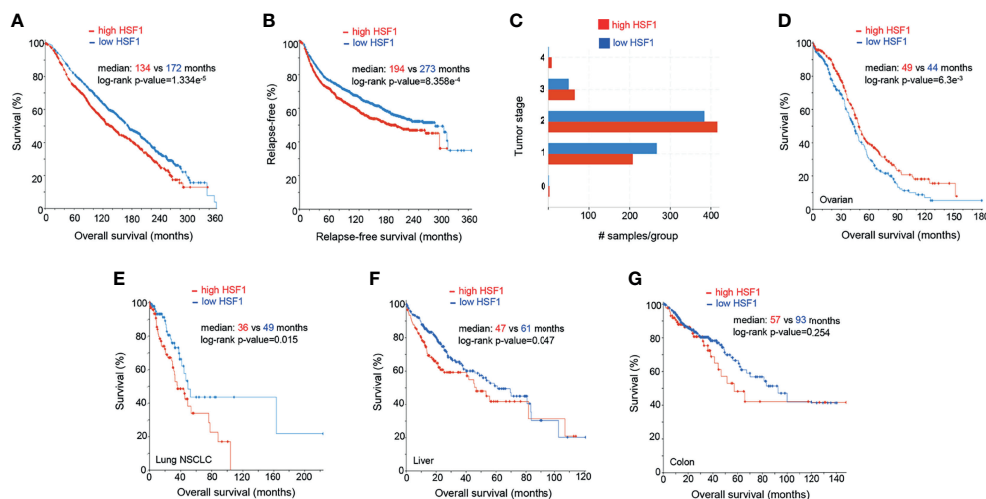 A
high HSF1
low HSF1
median: 134 vs 172 months
log-rank p-value=1.334e-5
Survival (%)
100
80
60
40
20
0
0 60 120 180 240 300 360
Overall survival (months)
B
high HSF1
low HSF1
median: 194 vs 273 months
log-rank p-value=8.358e-4
Relapse-free (%)
100
80
60
40
20
0
0 60 120 180 240 300 360
Relapse-free survival (months)
C
high HSF1
low HSF1
Tumor stage
4
3
2
1
0
100 200 300 400
# samples/group
D
high HSF1
low HSF1
median: 49 vs 44 months
log-rank p-value=6.3e-3
Survival (%)
100
80
60
40
20
0
Ovarian
0 30 60 90 120 150 180
Overall survival (months)
E
high HSF1
low HSF1
median: 36 vs 49 months
log-rank p-value=0.015
Survival (%)
100
80
60
40
20
0
Lung NSCLC
0 40 80 120 160 200
Overall survival (months)
F
high HSF1
low HSF1
median: 47 vs 61 months
log-rank p-value=0.047
Survival (%)
100
80
60
40
20
0
Liver
0 20 40 60 80 100 120
Overall survival (months)
G
high HSF1
low HSF1
median: 57 vs 93 months
log-rank p-value=0.254
Survival (%)
100
80
60
40
20
0
Colon
0 20 40 60 80 100 120 140
Overall survival (months)